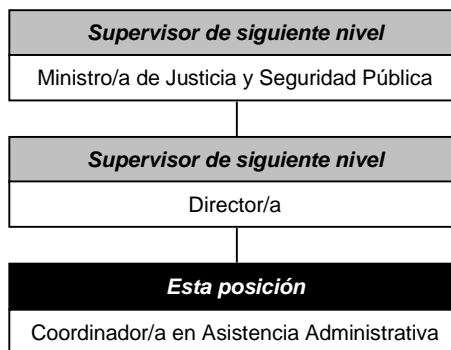 Supervisor de siguiente nivel
Ministro/a de Justicia y Seguridad Pública
Supervisor de siguiente nivel
Director/a
Esta posición
Coordinador/a en Asistencia Administrativa